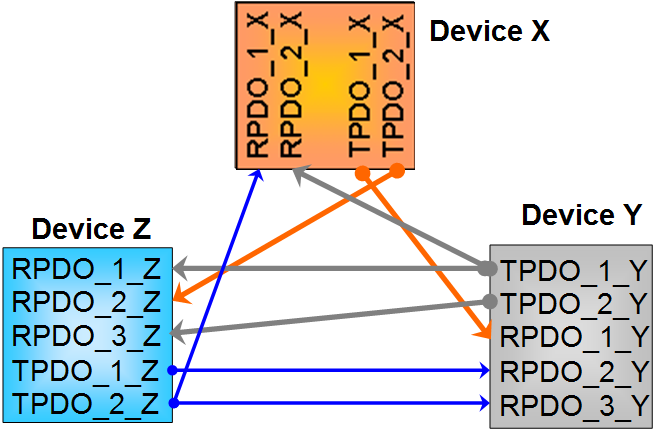 Device X
RPDO_1_X
RPDO_2_X
TPDO_1_X
TPDO_2_X
Device Z
RPDO_1_Z
RPDO_2_Z
RPDO_3_Z
TPDO_1_Z
TPDO_2_Z
Device Y
TPDO_1_Y
TPDO_2_Y
RPDO_1_Y
RPDO_2_Y
RPDO_3_Y